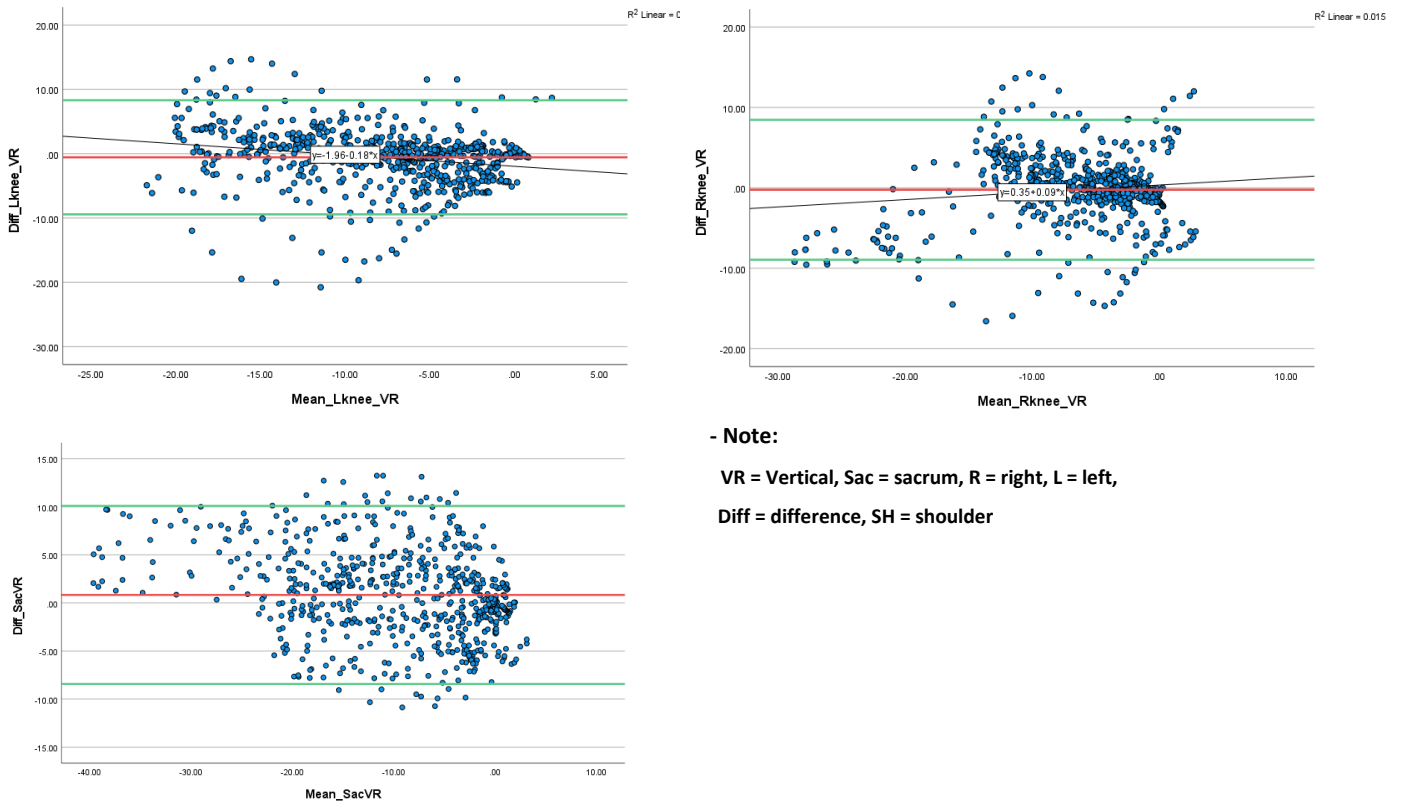 R² Linear = 0
20.00
10.00
.00
-10.00
-20.00
-30.00
Diff_Lknee_VR
y=-1.96-0.18*x
-25.00 -20.00 -15.00 -10.00 -5.00 .00 5.00
Mean_Lknee_VR
R² Linear = 0.015
20.00
10.00
.00
-10.00
-20.00
Diff_Rknee_VR
y=0.35+0.09*x
-30.00 -20.00 -10.00 .00 10.00
Mean_Rknee_VR
15.00
10.00
5.00
.00
-5.00
-10.00
-15.00
Diff_SacVR
-40.00 -30.00 -20.00 -10.00 .00 10.00
Mean_SacVR
- Note:
VR = Vertical, Sac = sacrum, R = right, L = left,
Diff = difference, SH = shoulder